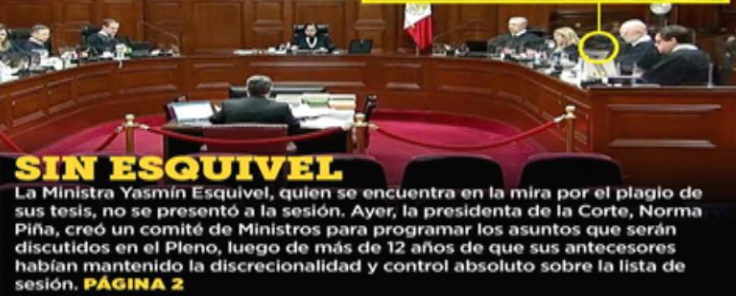 SIN ESQUIVEL
La Ministra Yasmín Esquivel, quien se encuentra en la mira por el plagio de
sus tesis, no se presentó a la sesión. Ayer, la presidenta de la Corte, Norma
Piña, creó un comité de Ministros para programar los asuntos que serán
discutidos en el Pleno, luego de más de 12 años de que sus antecesores
habían mantenido la discrecionalidad y control absoluto sobre la lista de
sesión. PÁGINA 2